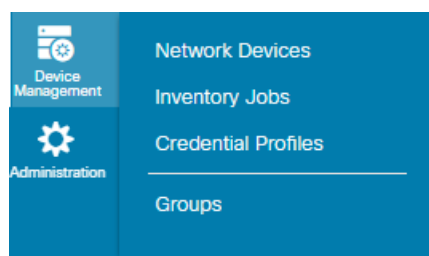 Device
Management
Administration
Network Devices
Inventory Jobs
Credential Profiles
Groups